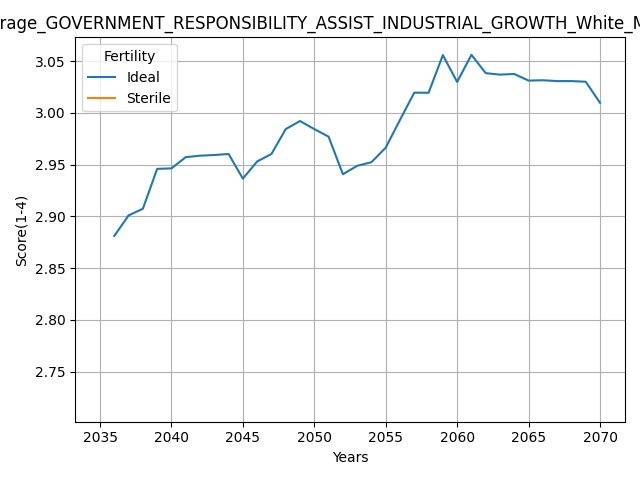 rage_GOVERNMENT_RESPONSIBILITY_ASSIST_INDUSTRIAL_GROWTH_White_M
Fertility
Ideal
Sterile
3.05
3.00
2.95
2.90
2.85
2.80
2.75
Score(1-4)
2035 2040 2045 2050 2055 2060 2065 2070
Years